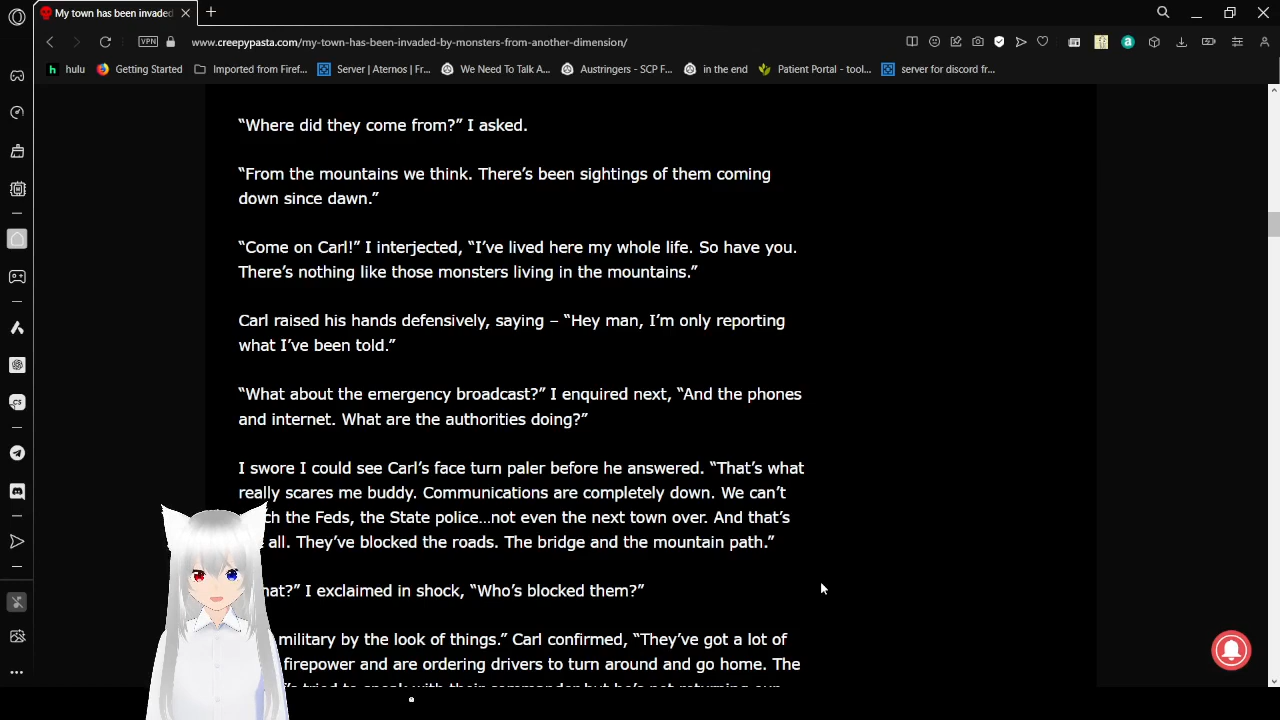 My town has been invaded
VPN
www.creepypasta.com/my-town-has-been-invaded-by-monsters-from-another-dimension/
hulu Getting Started Imported from Firef... Server | Aternos | Fr... We Need To Talk A... Austringers - SCP F... in the end Patient Portal - tool... server for discord fr...
“Where did they come from?” I asked.
“From the mountains we think. There’s been sightings of them coming
down since dawn.”
“Come on Carl!” I interjected, “I’ve lived here my whole life. So have you.
There’s nothing like those monsters living in the mountains.”
Carl raised his hands defensively, saying – “Hey man, I’m only reporting
what I’ve been told.”
“What about the emergency broadcast?” I enquired next, “And the phones
and internet. What are the authorities doing?”
I swore I could see Carl’s face turn paler before he answered. “That’s what
really scares me buddy. Communications are completely down. We can’t
the Feds, the State police…not even the next town over. And that’s
all. They’ve blocked the roads. The bridge and the mountain path.”
I exclaimed in shock, “Who’s blocked them?”
military by the look of things.” Carl confirmed, “They’ve got a lot of
firepower and are ordering drivers to turn around and go home. The